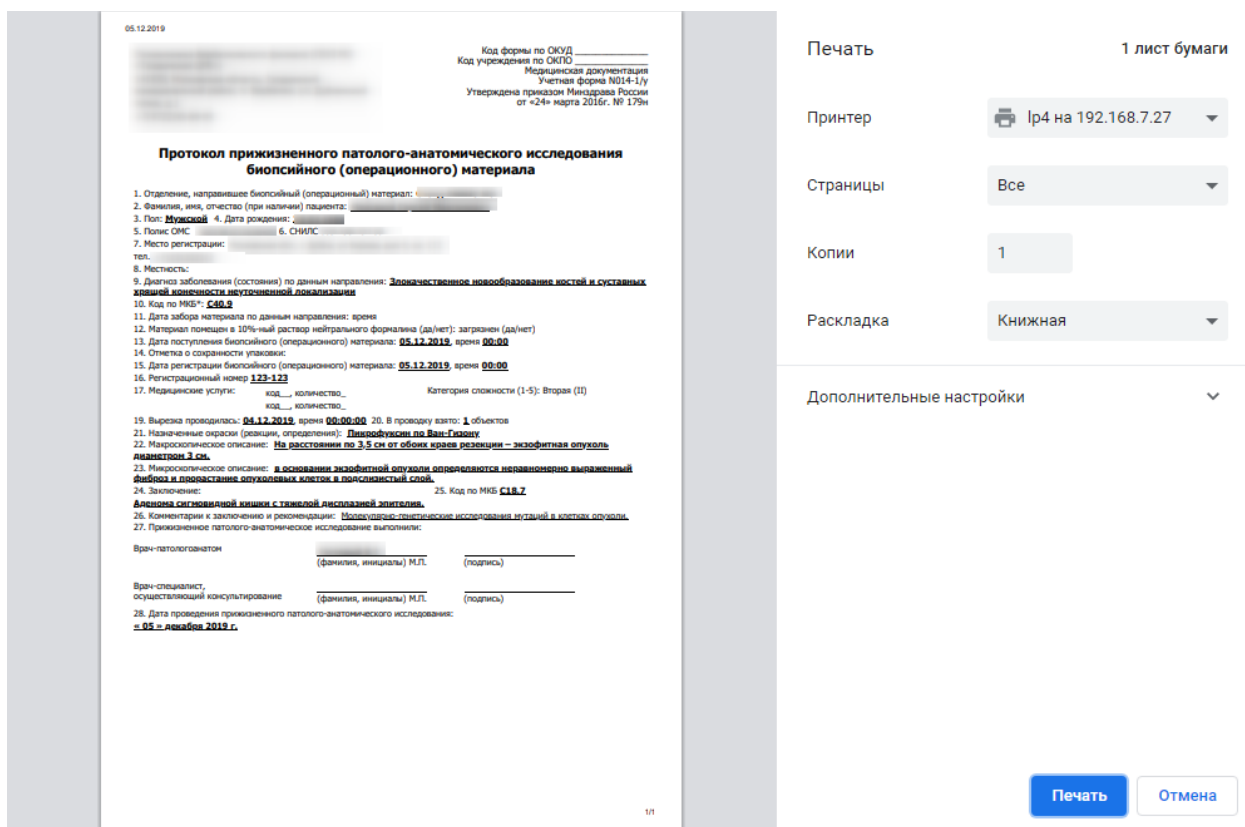 05.12.2019
Код формы по ОКУД ______________
Код учреждения по ОКПО ______________
Медицинская документация
Учетная форма N014-1/у
Утверждена приказом Минздрава России
от «24» марта 2016г. № 179н
Протокол прижизненного патолого-анатомического исследования
биопсийного (операционного) материала
1. Отделение, направившее биопсийный (операционный) материал:
2. Фамилия, имя, отчество (при наличии) пациента:
3. Пол: Мужской 4. Дата рождения:
5. Полис ОМС 6. СНИЛС
7. Место регистрации:
тел.
8. Местность:
9. Диагноз заболевания (состояния) по данным направления: Злокачественное новообразование костей и суставных
хрящей конечности неуточненной локализации
10. Код по МКБ*: C40.9
11. Дата забора материала по данным направления: время
12. Материал помещен в 10%-ный раствор нейтрального формалина (да/нет): загрязнен (да/нет)
13. Дата поступления биопсийного (операционного) материала: 05.12.2019, время 00:00
14. Отметка о сохранности упаковки:
15. Дата регистрации биопсийного (операционного) материала: 05.12.2019, время 00:00
16. Регистрационный номер 123-123
17. Медицинские услуги: код__, количество_ Категория сложности (1-5): Вторая (II)
код__, количество_
19. Вырезка проводилась: 04.12.2019, время 00:00:00 20. В проводку взято: 1 объектов
21. Назначенные окраски (реакции, определения): Пикрофуксин по Ван-Гизону
22. Макроскопическое описание: На расстоянии по 3,5 см от обоих краев резекции – экзофитная опухоль
диаметром 3 см.
23. Микроскопическое описание: в основании экзофитной опухоли определяются неравномерно выраженный
фиброз и прорастание опухолевых клеток в подслизистый слой.
24. Заключение: 25. Код по МКБ C18.7
Аденома сигмовидной кишки с тяжелой дисплазией эпителия.
26. Комментарии к заключению и рекомендации: Молекулярно-генетические исследования мутаций в клетках опухоли.
27. Прижизненное патолого-анатомическое исследование выполнили:
Врач-патологоанатом
(фамилия, инициалы) М.П. (подпись)
Врач-специалист,
осуществляющий консультирование
(фамилия, инициалы) М.П. (подпись)
28. Дата проведения прижизненного патолого-анатомического исследования:
« 05 » декабря 2019 г.
1/1
Печать 1 лист бумаги
Принтер lp4 на 192.168.7.27
Страницы Все
Копии 1
Раскладка Книжная
Дополнительные настройки
Печать Отмена